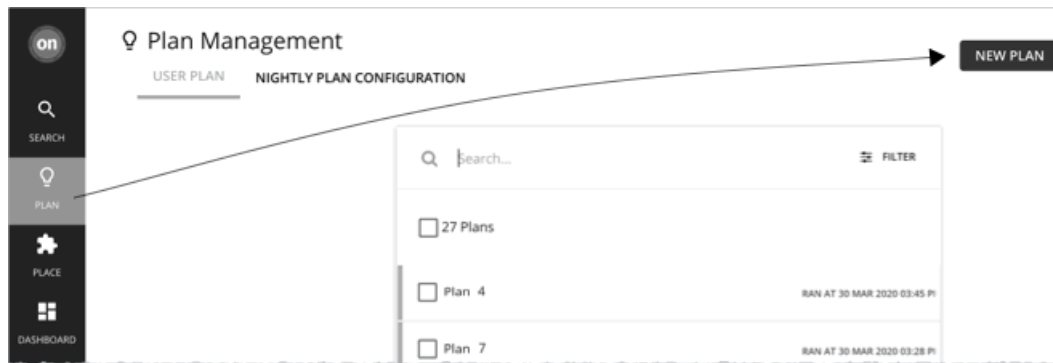 on
Plan Management
NEW PLAN
USER PLAN NIGHTLY PLAN CONFIGURATION
SEARCH
Search... FILTER
PLAN
27 Plans
PLACE
Plan 4 RAN AT 30 MAR 2020 03:45 P
DASHBOARD
Plan 7 RAN AT 30 MAR 2020 03:28 P